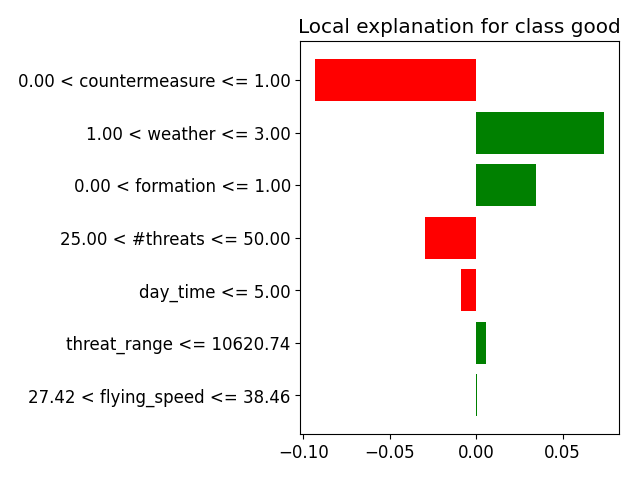 Local explanation for class good
0.00 < countermeasure <= 1.00
1.00 < weather <= 3.00
0.00 < formation <= 1.00
25.00 < #threats <= 50.00
day_time <= 5.00
threat_range <= 10620.74
27.42 < flying_speed <= 38.46
−0.10 −0.05 0.00 0.05